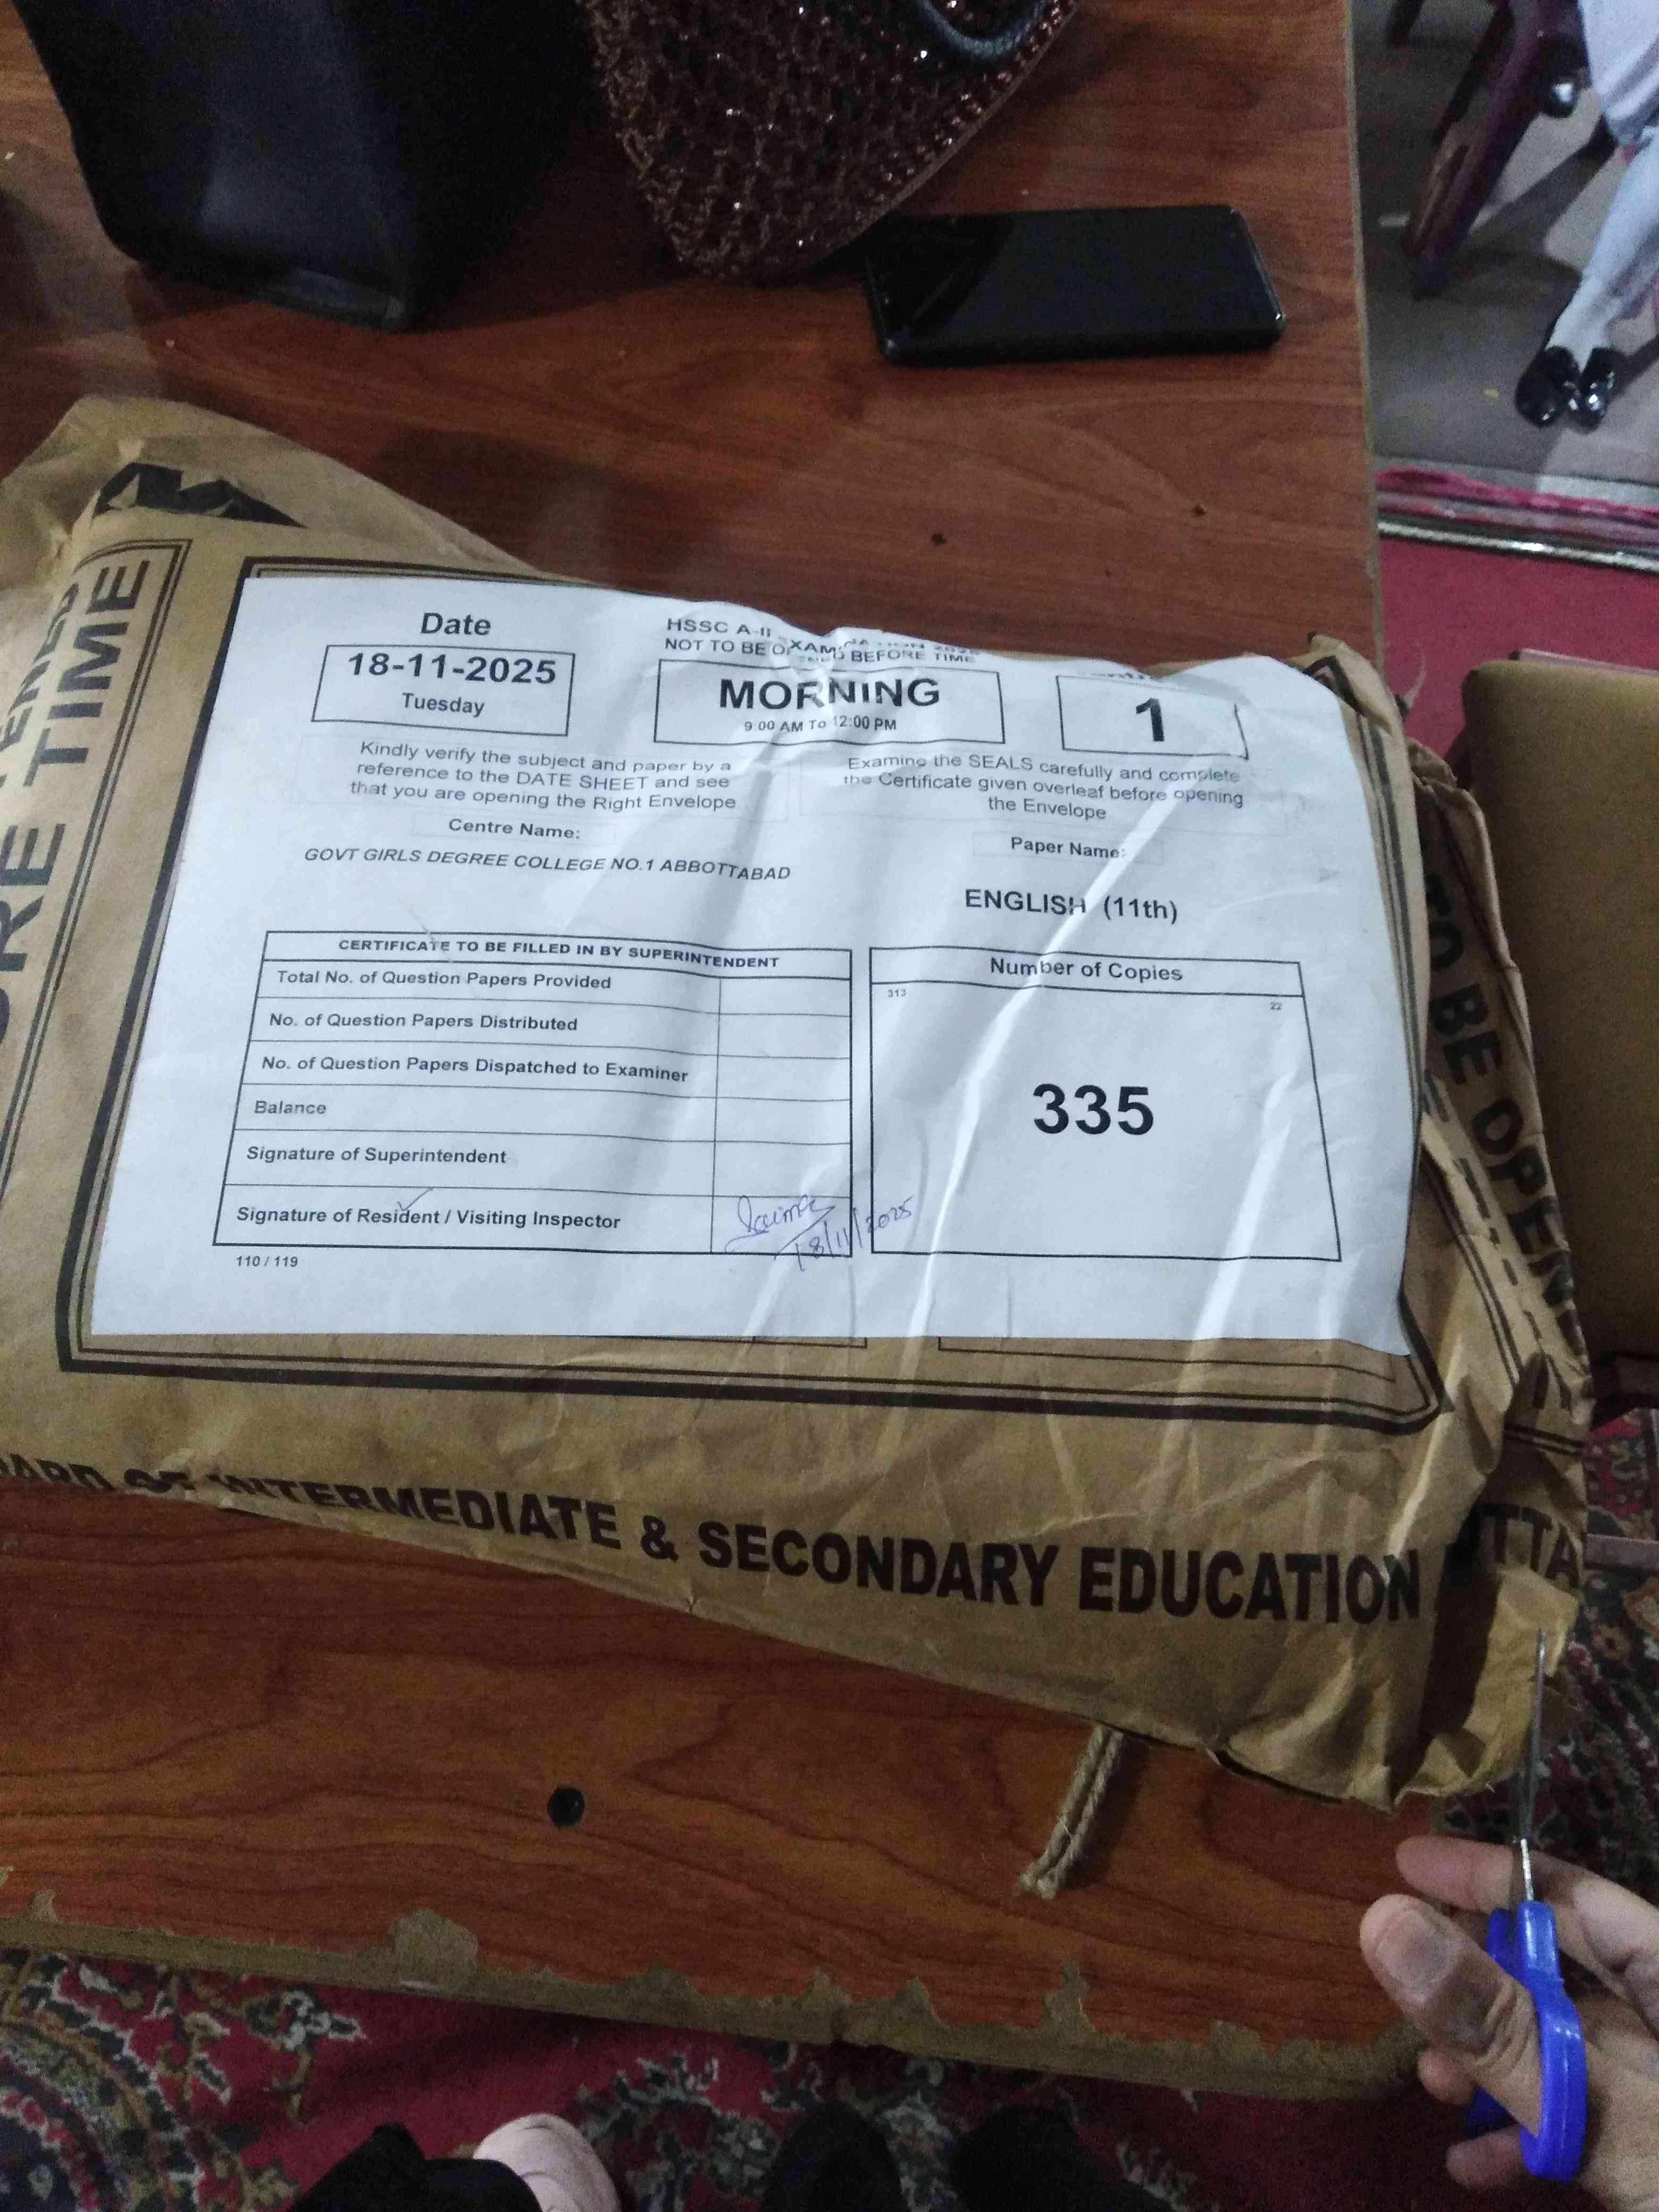 Date
18-11-2025
Tuesday
HSSC A-II EXAMINATION 2025
NOT TO BE OPENED BEFORE TIME
MORNING
9:00 AM To 12:00 PM
1
Kindly verify the subject and paper by a
reference to the DATE SHEET and see
that you are opening the Right Envelope
Examine the SEALS carefully and complete
the Certificate given overleaf before opening
the Envelope
Centre Name:
GOVT GIRLS DEGREE COLLEGE NO.1 ABBOTTABAD
Paper Name:
ENGLISH (11th)
CERTIFICATE TO BE FILLED IN BY SUPERINTENDENT
Total No. of Question Papers Provided
No. of Question Papers Distributed
No. of Question Papers Dispatched to Examiner
Balance
Signature of Superintendent
Signature of Resident / Visiting Inspector
18/11/2025
110 / 119
Number of Copies
313
22
335
RE TIME
TO BE OPEN
ARD OF INTERMEDIATE & SECONDARY EDUCATION
TTA